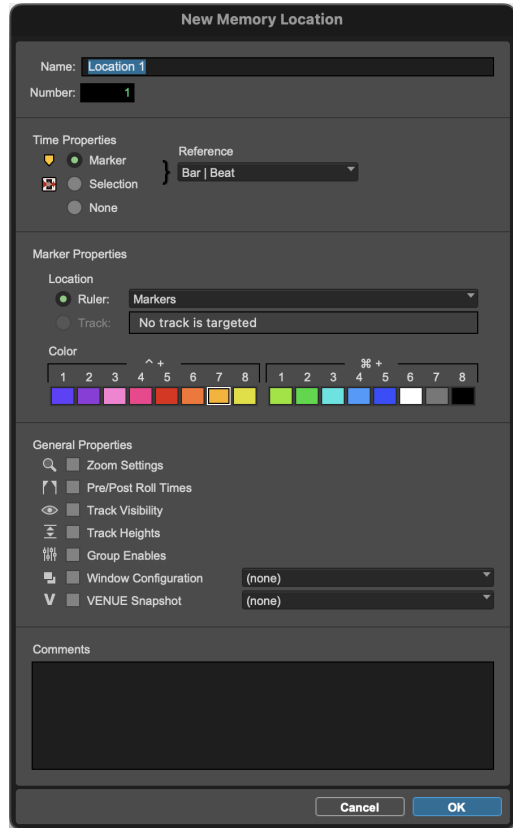 New Memory Location
Name: Location 1
Number: 1
Time Properties
Marker
Selection
None
Reference
Bar | Beat
Marker Properties
Location
Ruler: Markers
Track: No track is targeted
Color
^ + ⌘ +
1 2 3 4 5 6 7 8 1 2 3 4 5 6 7 8
General Properties
Zoom Settings
Pre/Post Roll Times
Track Visibility
Track Heights
Group Enables
Window Configuration (none)
V VENUE Snapshot (none)
Comments
Cancel OK